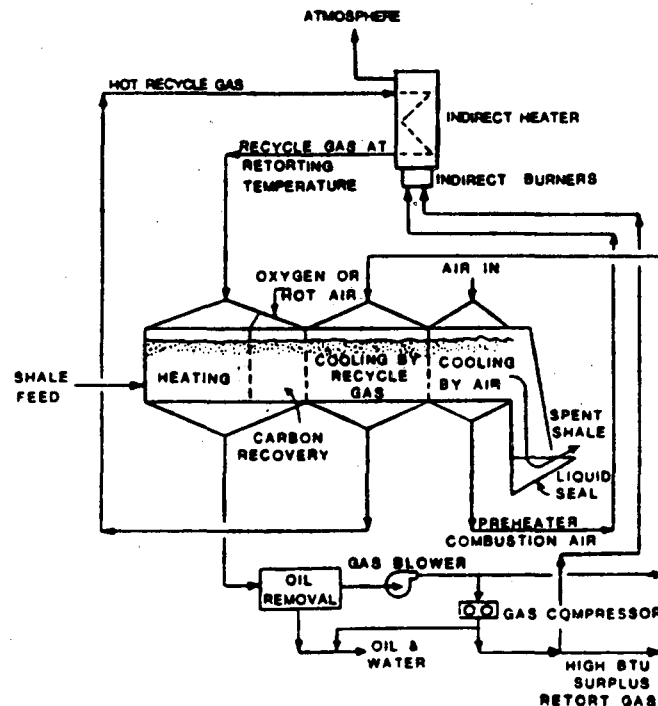 ATMOSPHERE
HOT RECYCLE GAS
INDIRECT HEATER
RECYCLE GAS AT
RETORTING
TEMPERATURE
INDIRECT BURNERS
OXYGEN OR
HOT AIR
AIR IN
SHALE
FEED
HEATING
COOLING BY
RECYCLE
GAS
COOLING
BY AIR
CARBON
RECOVERY
SPENT
SHALE
LIQUID
SEAL
PREHEATER
COMBUSTION AIR
GAS BLOWER
OIL
REMOVAL
GAS COMPRESSOR
OIL &
WATER
HIGH BTU
SURPLUS
RETORT GAS